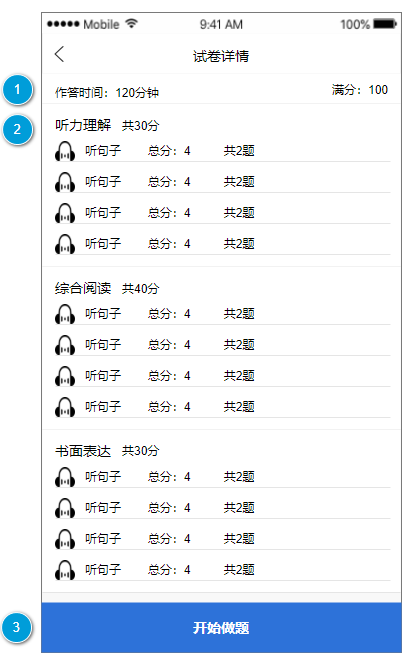 ●●●●● Mobile 9:41 AM 100%
试卷详情
1 作答时间：120分钟 满分：100
2 听力理解 共30分
听句子 总分：4 共2题
听句子 总分：4 共2题
听句子 总分：4 共2题
听句子 总分：4 共2题
综合阅读 共40分
听句子 总分：4 共2题
听句子 总分：4 共2题
听句子 总分：4 共2题
听句子 总分：4 共2题
书面表达 共30分
听句子 总分：4 共2题
听句子 总分：4 共2题
听句子 总分：4 共2题
听句子 总分：4 共2题
3 开始做题